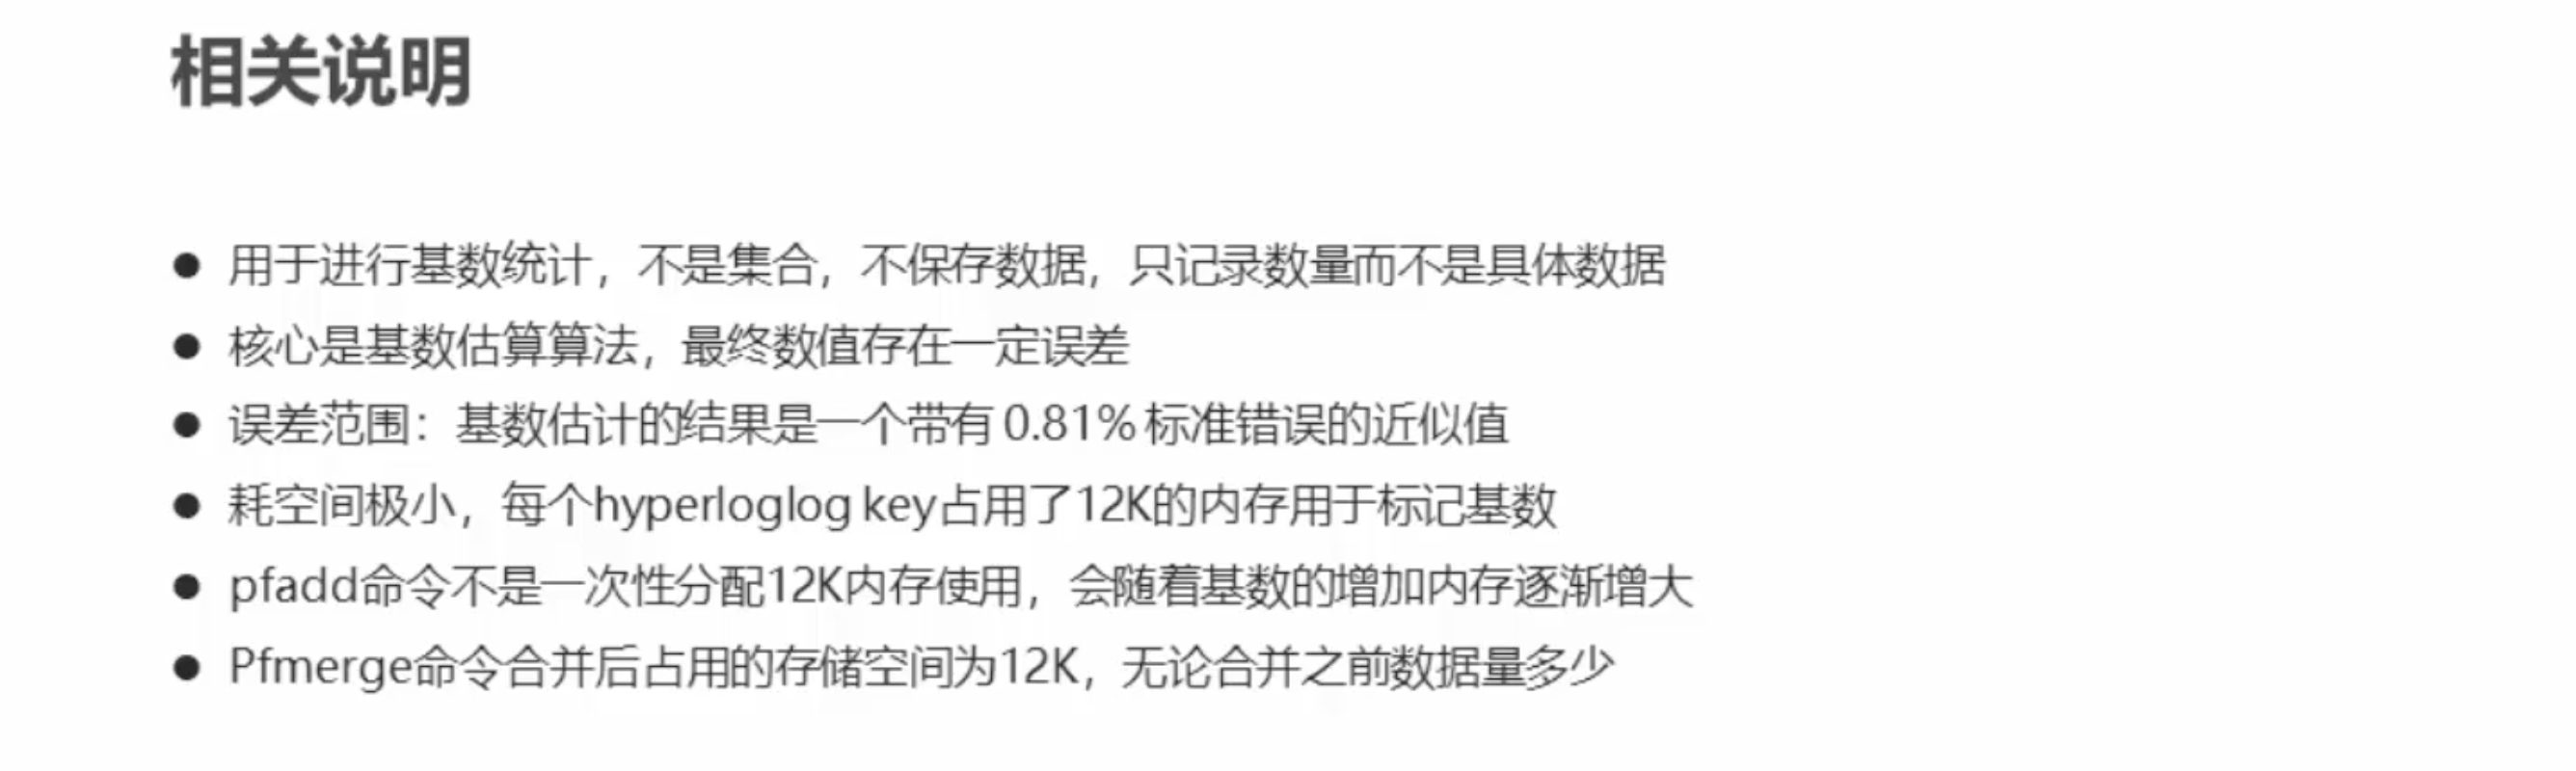 相关说明
● 用于进行基数统计，不是集合，不保存数据，只记录数量而不是具体数据
● 核心是基数估算算法，最终数值存在一定误差
● 误差范围：基数估计的结果是一个带有 0.81% 标准错误的近似值
● 耗空间极小，每个hyperloglog key占用了12K的内存用于标记基数
● pfadd命令不是一次性分配12K内存使用，会随着基数的增加内存逐渐增大
● Pfmerge命令合并后占用的存储空间为12K，无论合并之前数据量多少